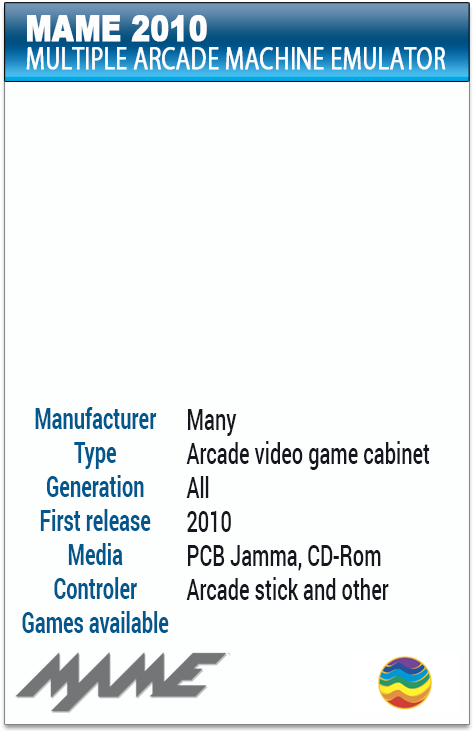 MAME 2010
MULTIPLE ARCADE MACHINE EMULATOR
Manufacturer Many
Type Arcade video game cabinet
Generation All
First release 2010
Media PCB Jamma, CD-Rom
Controler Arcade stick and other
Games available
MAME